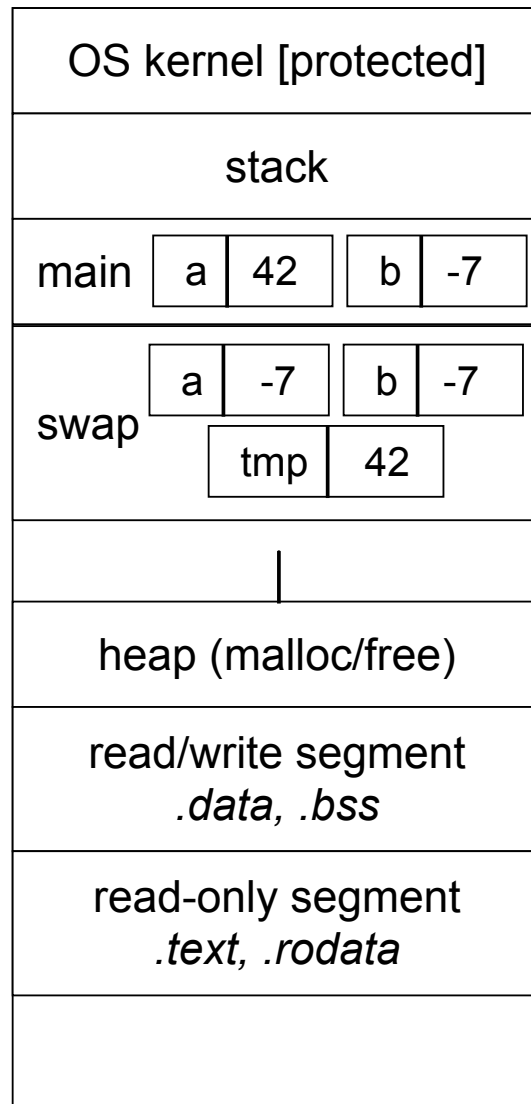 OS kernel [protected]
stack
main a 42 b -7
a -7 b -7
swap
tmp 42
heap (malloc/free)
read/write segment
.data, .bss
read-only segment
.text, .rodata